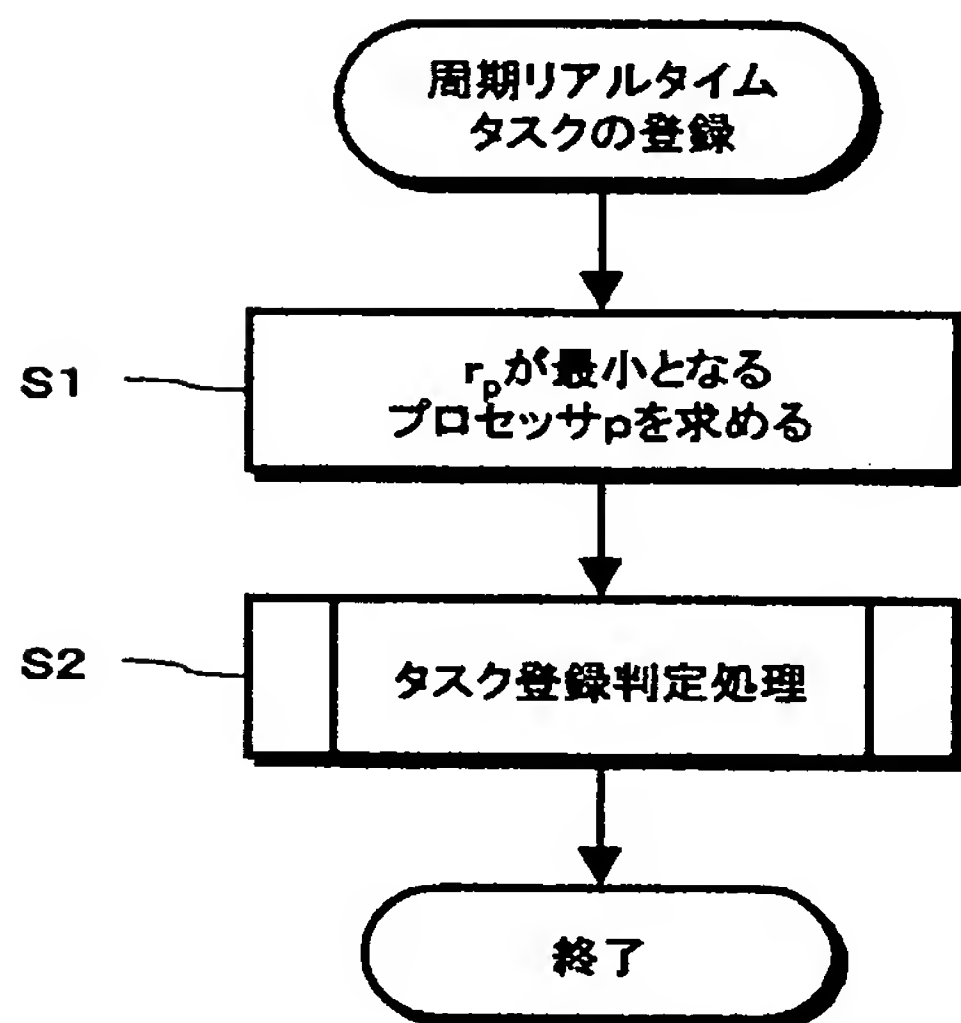 周期リアルタイム
タスクの登録
S1
rₚが最小となる
プロセッサpを求める
S2
タスク登録判定処理
終了